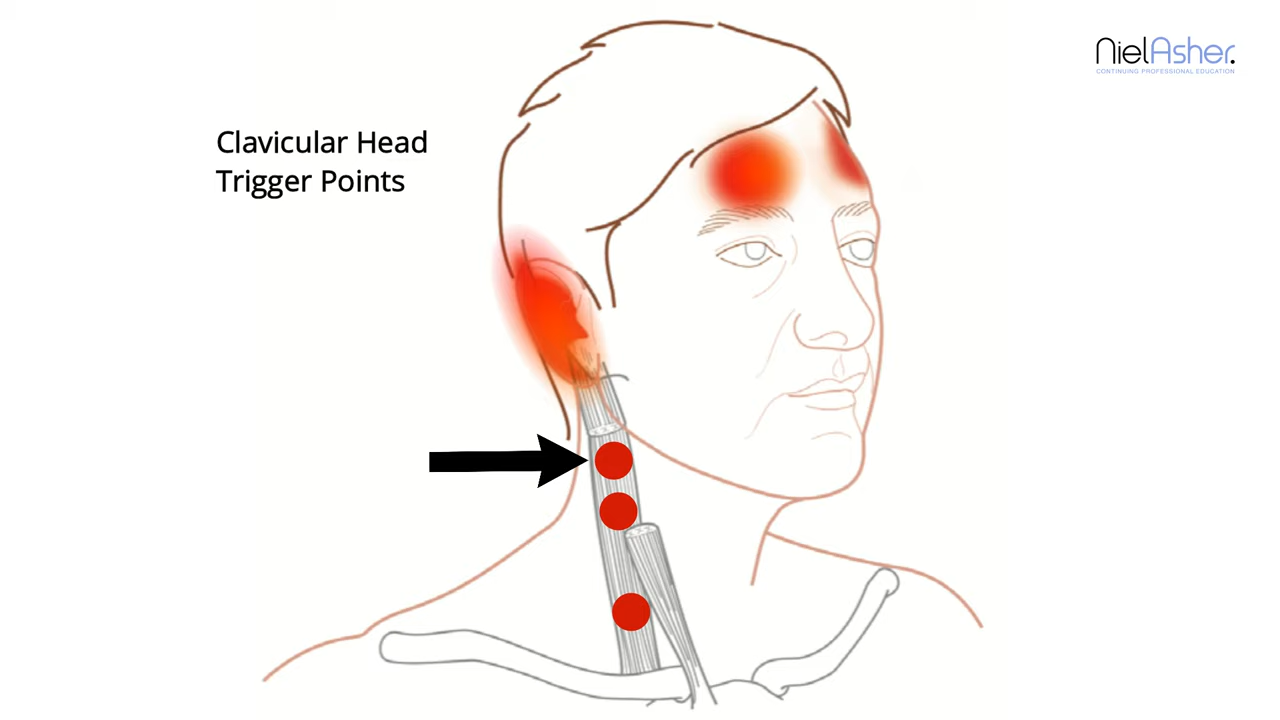 Clavicular Head
Trigger Points
NielAsher.
CONTINUING PROFESSIONAL EDUCATION